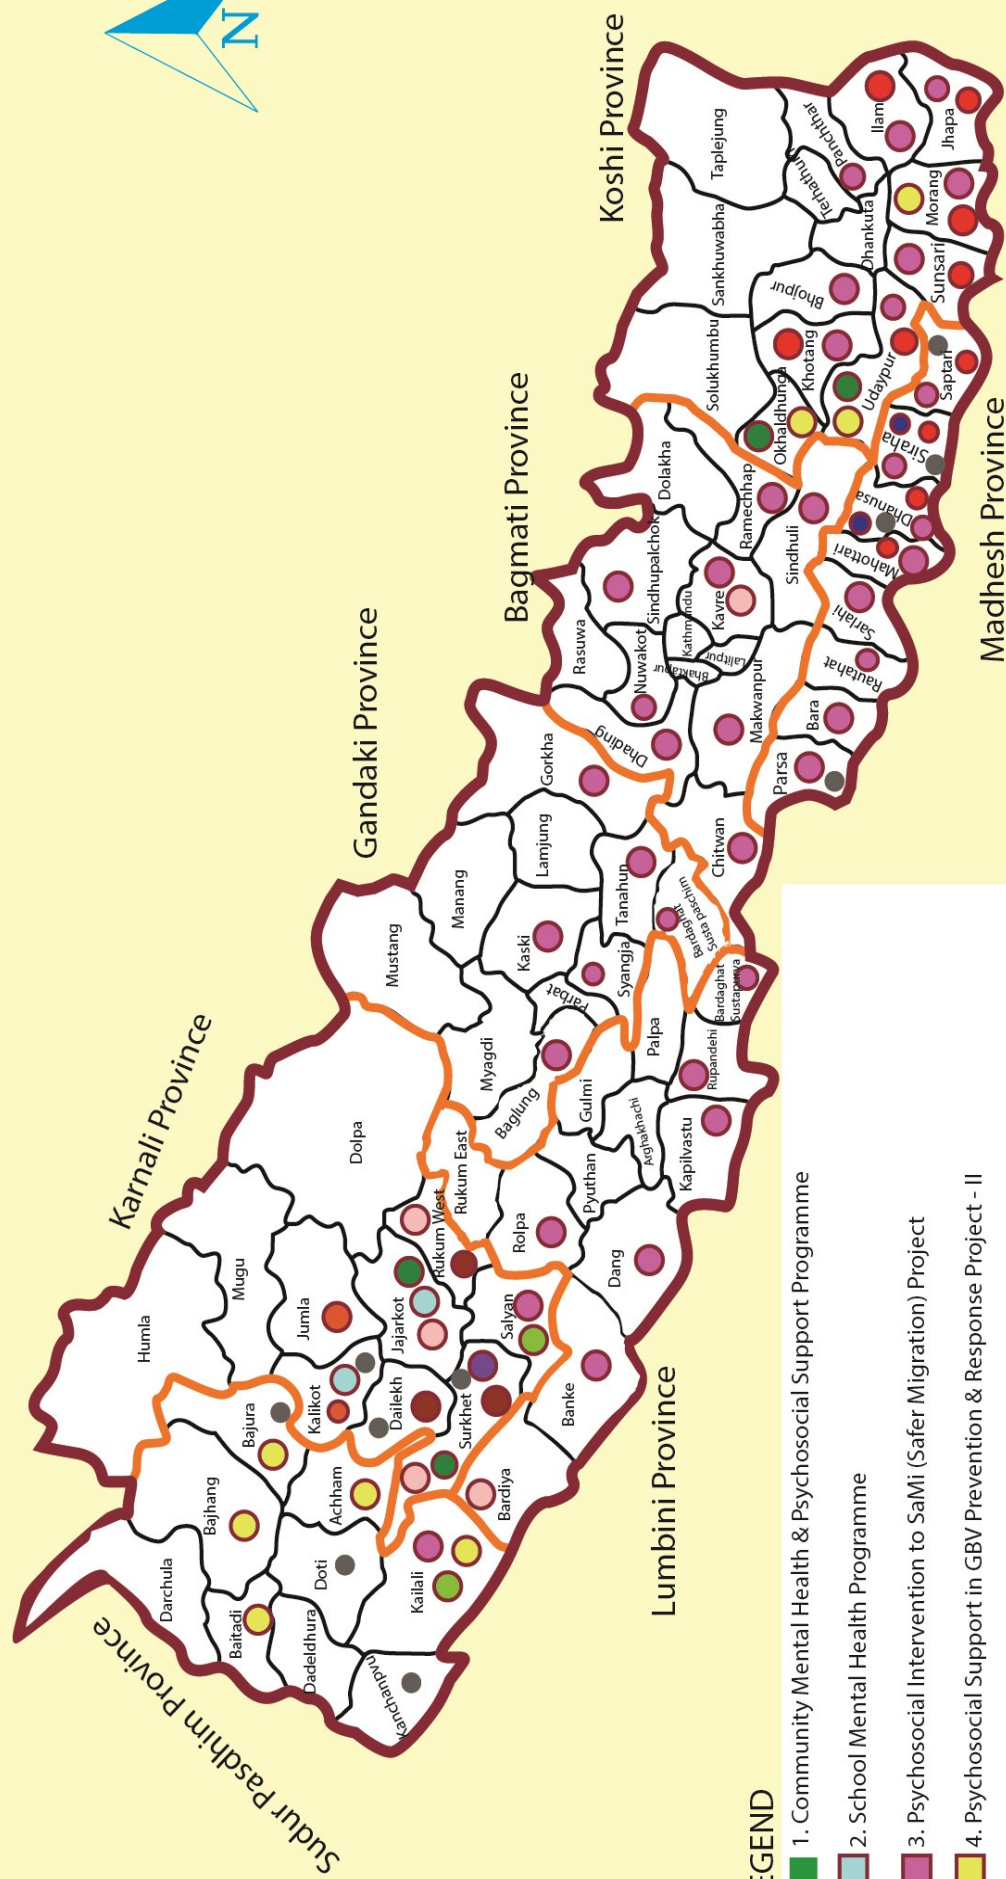 N
Koshi Province
Bagmati Province
Gandaki Province
Karnali Province
Sudur Pasdhim Province
Lumbini Province
Madhesh Province
Darchula
Baitadi
Dadeldhura
Kanchanpvu
Bajhang
Bajura
Doti
Achham
Kailali
Humla
Mugu
Jumla
Kalikot
Dailekh
Jajarkot
Surkhet
Salyan
Rukum West
Dolpa
Rukum East
Rolpa
Pyuthan
Dang
Banke
Bardiya
Gulmi
Arghakhachi
Kapilvastu
Palpa
Rupandehi
Bardaghat
Sustapurva
Mustang
Manang
Myagdi
Baglung
Parbat
Kaski
Syangja
Lamjung
Tanahun
Gorkha
Bardaghat
Susta paschim
Rasuwa
Nuwakot
Dhading
Sindhupalchok
Kathmandu
Bhaktapur
Lalitpur
Kavre
Dolakha
Ramechhap
Sindhuli
Makwanpur
Chitwan
Parsa
Bara
Rautahat
Sarlahi
Mahottari
Dhanusa
Siraha
Saptari
Solukhumbu
Okhaldhunga
Khotang
Udaypur
Sankhuwabha
Bhojpur
Taplejung
Terhathum
Panchthar
Dhankuta
Ilam
Jhapa
Morang
Sunsari
EGEND
1. Community Mental Health & Psychosocial Support Programme
2. School Mental Health Programme
3. Psychosocial Intervention to SaMi (Safer Migration) Project
4. Psychosocial Support in GBV Prevention & Response Project - II